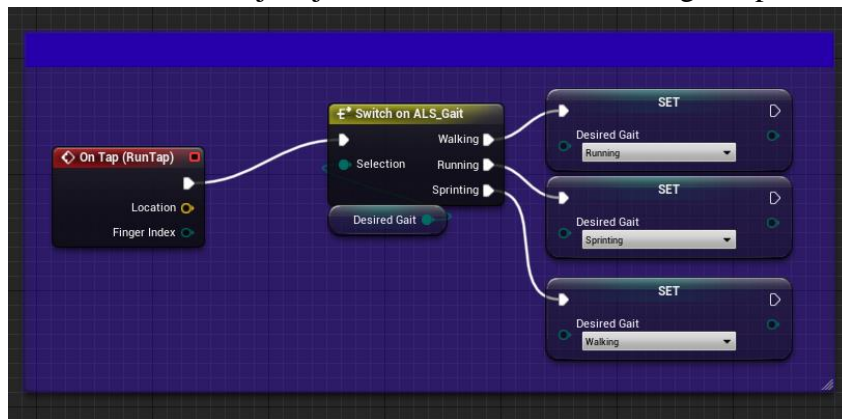 On Tap (RunTap)
Location
Finger Index
Switch on ALS_Gait
Walking
Selection
Running
Sprinting
Desired Gait
SET
Desired Gait
Running
SET
Desired Gait
Sprinting
SET
Desired Gait
Walking